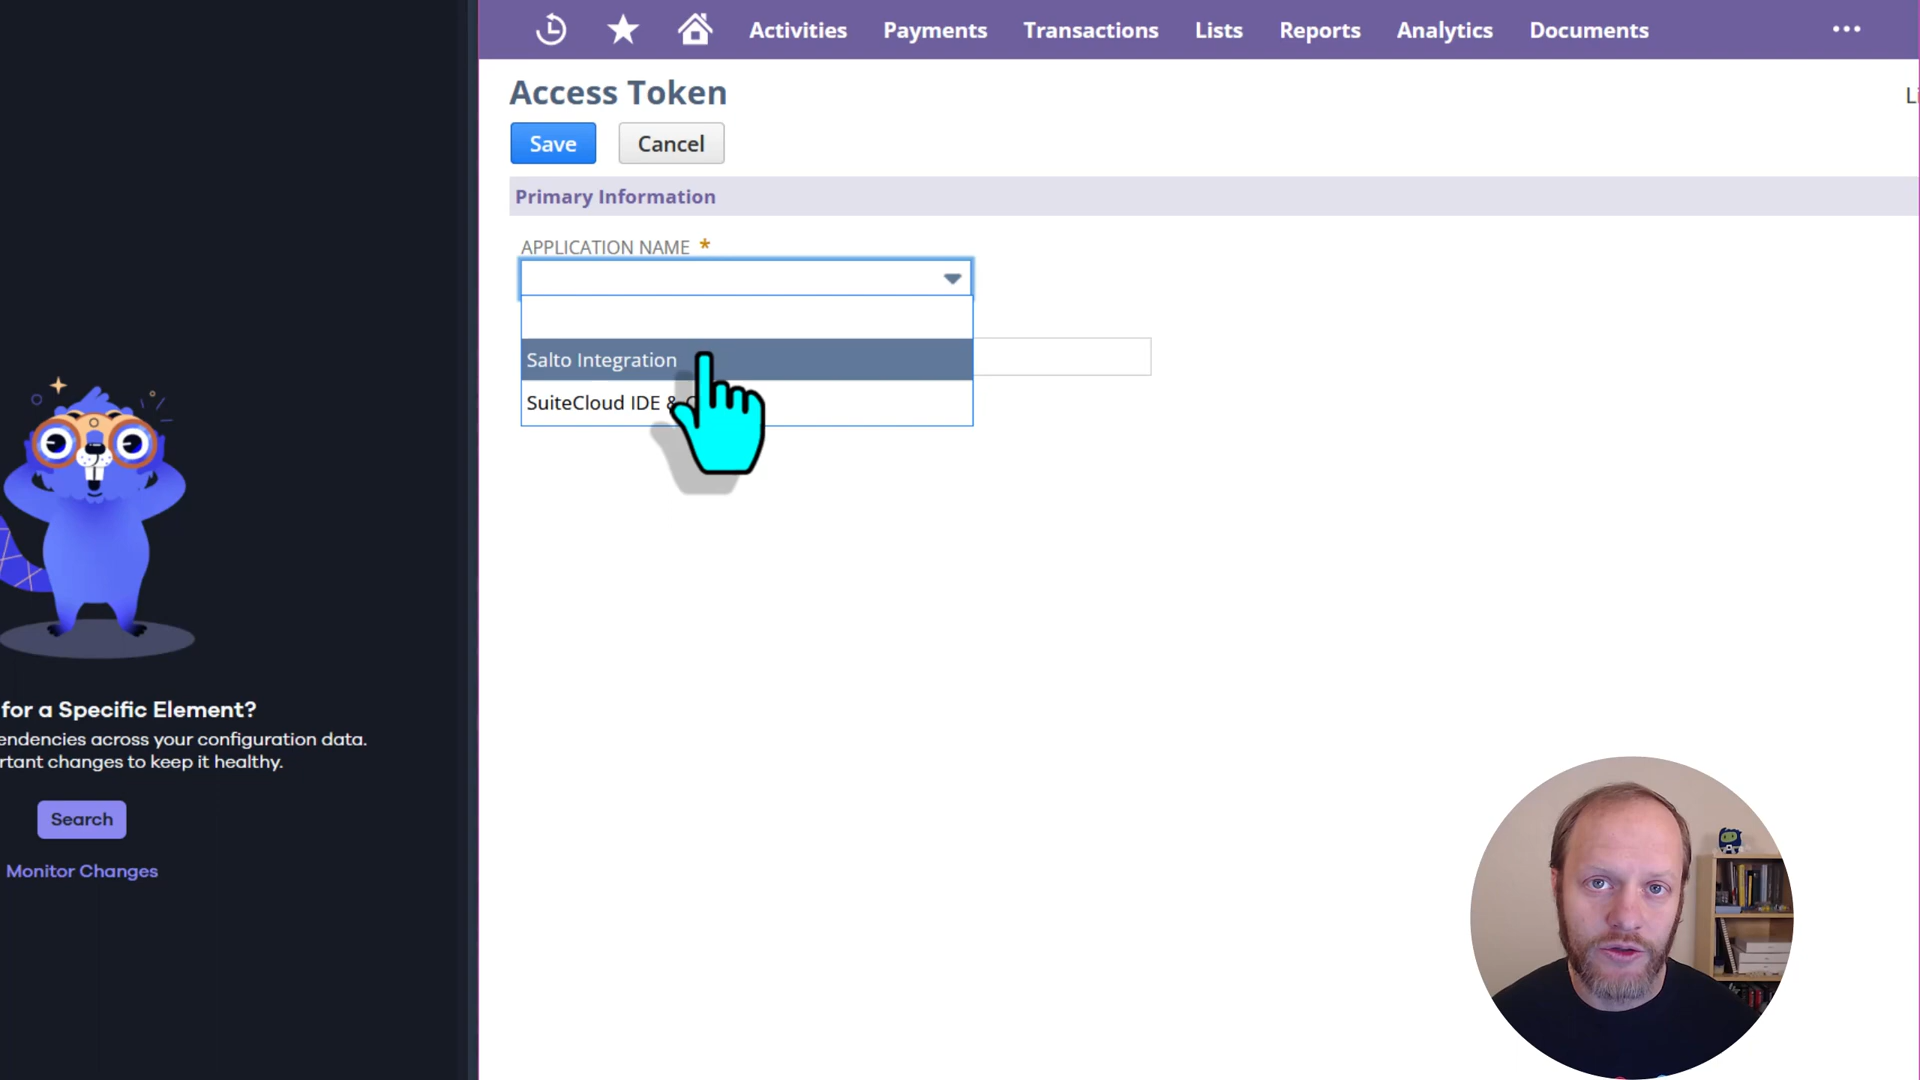 Activities Payments Transactions Lists Reports Analytics Documents
Access Token
Save Cancel
Primary Information
APPLICATION NAME *
Salto Integration
SuiteCloud IDE &
for a Specific Element?
endencies across your configuration data.
rtant changes to keep it healthy.
Search
Monitor Changes